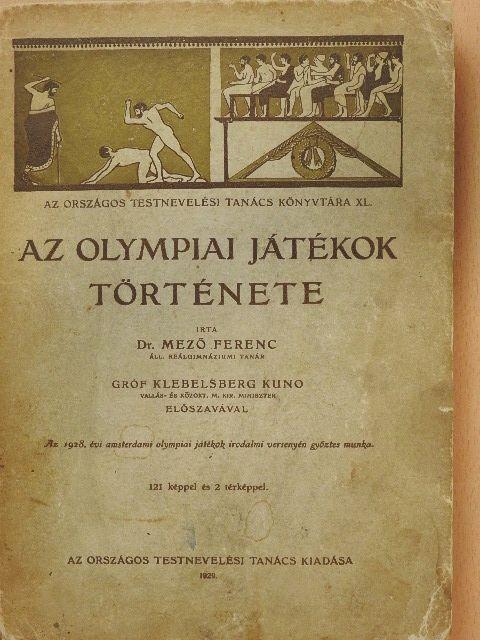 AZ ORSZÁGOS TESTNEVELÉSI TANÁCS KÖNYVTÁRA XL.
AZ OLYMPIAI JÁTÉKOK
TÖRTÉNETE
IRTA
Dr. MEZŐ FERENC
ÁLL. REÁLGIMNÁZIUMI TANÁR
GRÓF KLEBELSBERG KUNO
VALLÁS- ÉS KÖZOKT. M. KIR. MINISZTER
ELŐSZAVÁVAL
Az 1928. évi amsterdami olympiai játékok irodalmi versenyén győztes munka.
121 képpel és 2 térképpel.
AZ ORSZÁGOS TESTNEVELÉSI TANÁCS KIADÁSA
1929.